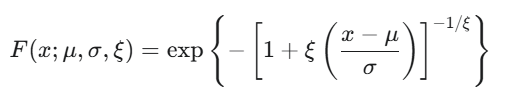 F(x; μ, σ, ξ) = exp { − [ 1 + ξ ( (x − μ) / σ ) ]^{−1/ξ} }